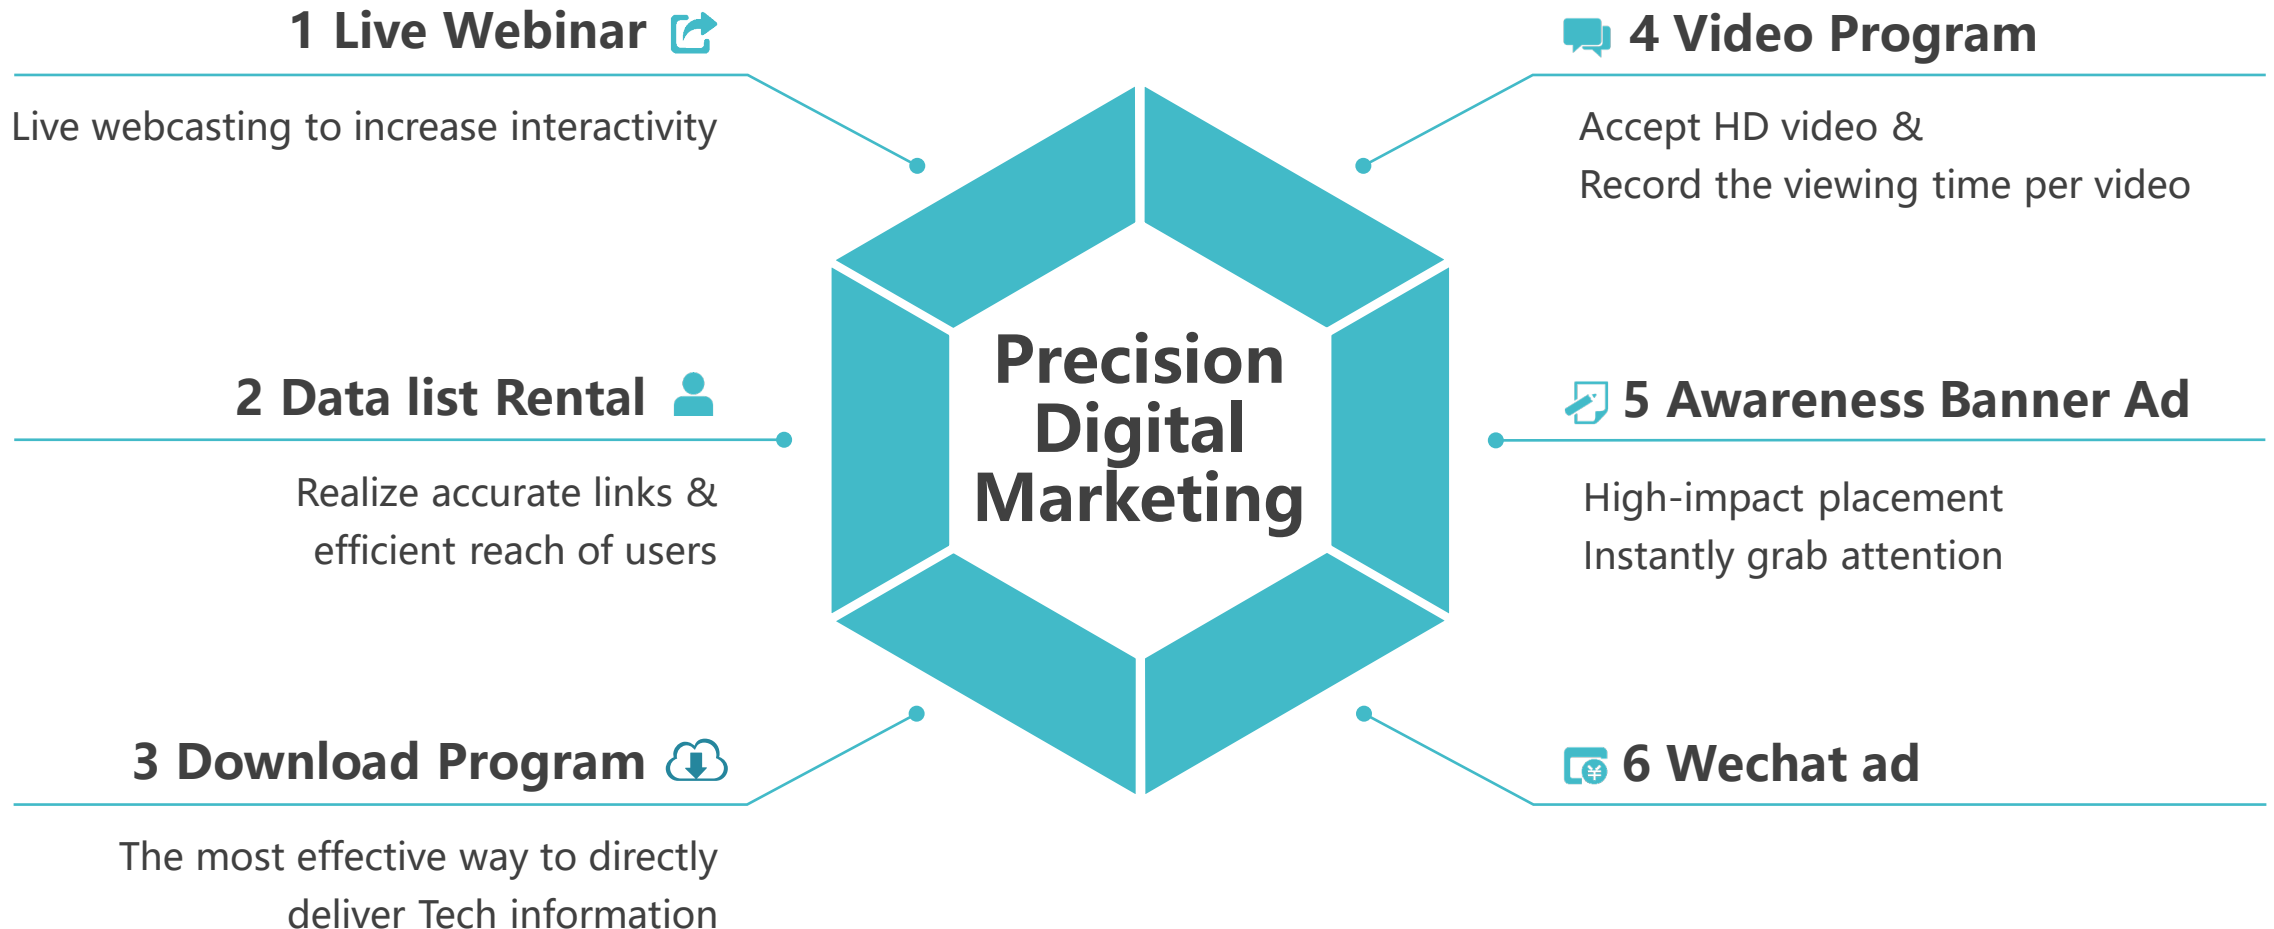 1 Live Webinar
Live webcasting to increase interactivity
2 Data list Rental
Realize accurate links &
efficient reach of users
3 Download Program
The most effective way to directly
deliver Tech information
Precision
Digital
Marketing
4 Video Program
Accept HD video &
Record the viewing time per video
5 Awareness Banner Ad
High-impact placement
Instantly grab attention
¥
6 Wechat ad